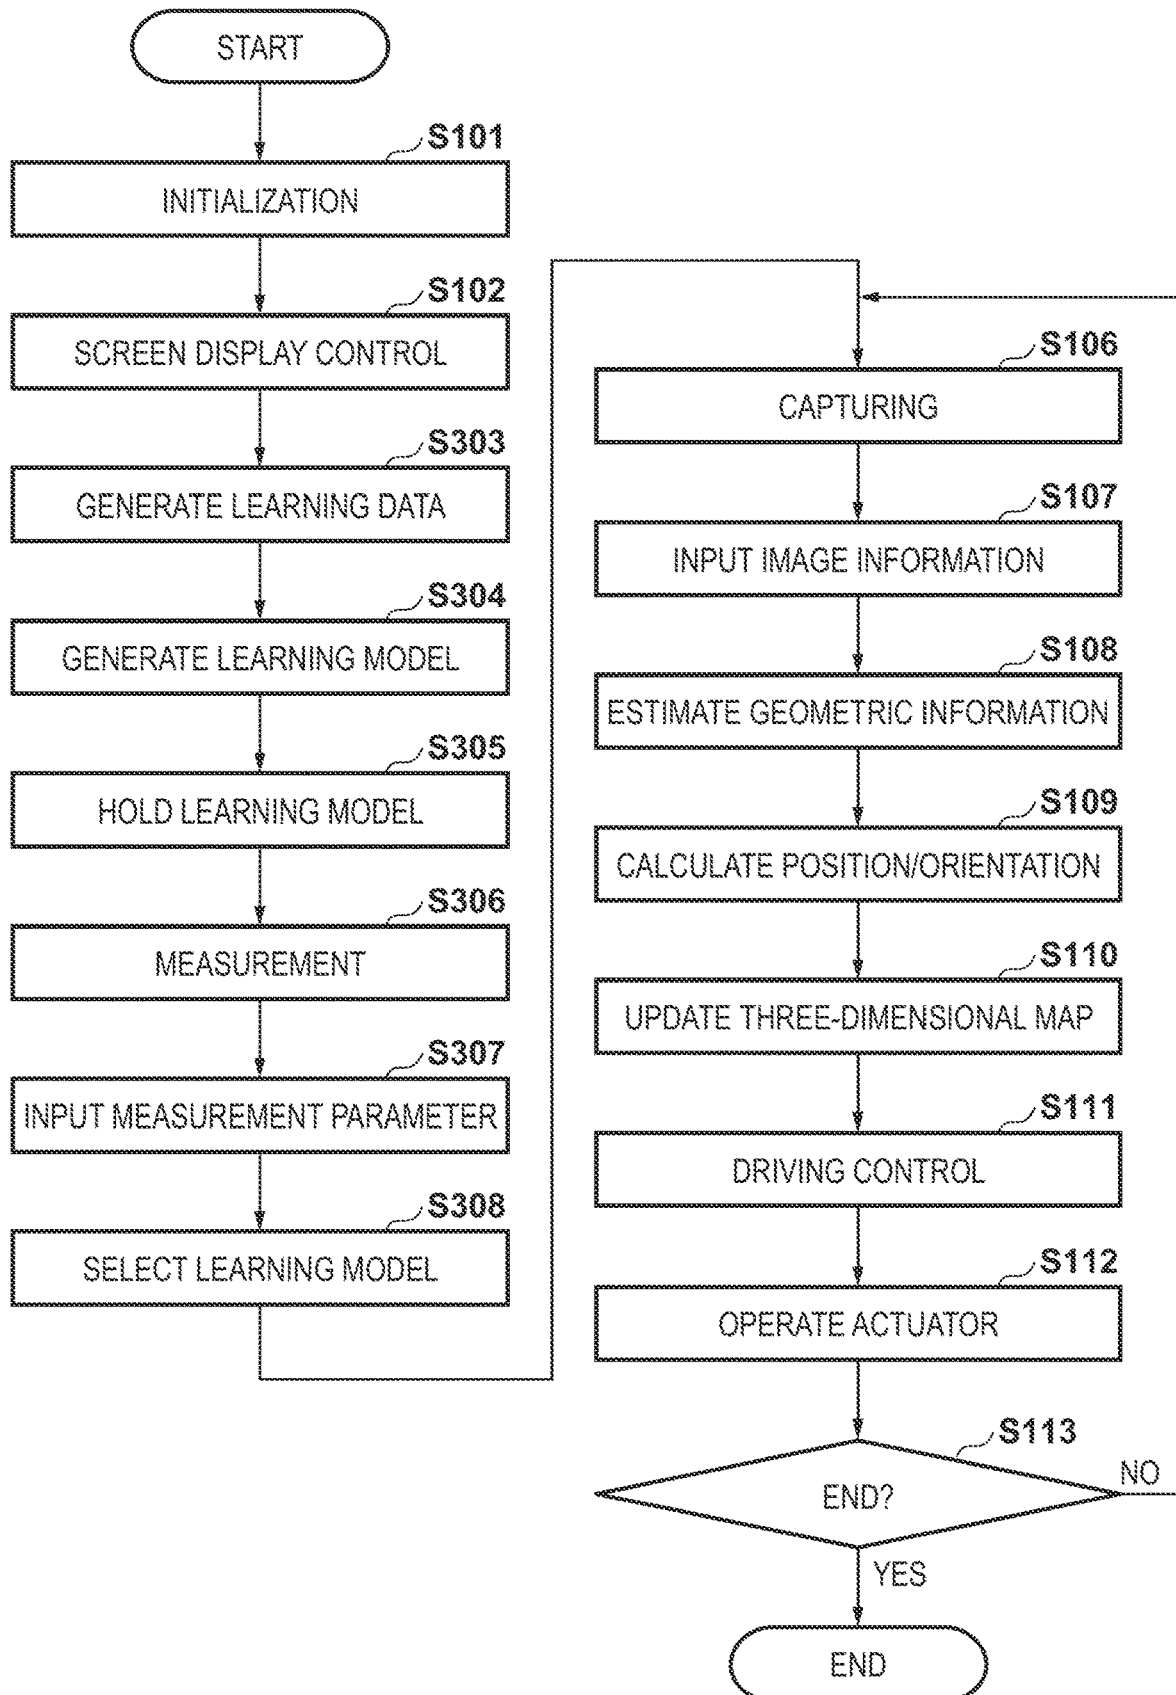 START
S101
INITIALIZATION
S102
SCREEN DISPLAY CONTROL
S303
GENERATE LEARNING DATA
S304
GENERATE LEARNING MODEL
S305
HOLD LEARNING MODEL
S306
MEASUREMENT
S307
INPUT MEASUREMENT PARAMETER
S308
SELECT LEARNING MODEL
S106
CAPTURING
S107
INPUT IMAGE INFORMATION
S108
ESTIMATE GEOMETRIC INFORMATION
S109
CALCULATE POSITION/ORIENTATION
S110
UPDATE THREE-DIMENSIONAL MAP
S111
DRIVING CONTROL
S112
OPERATE ACTUATOR
S113
END?
NO
YES
END